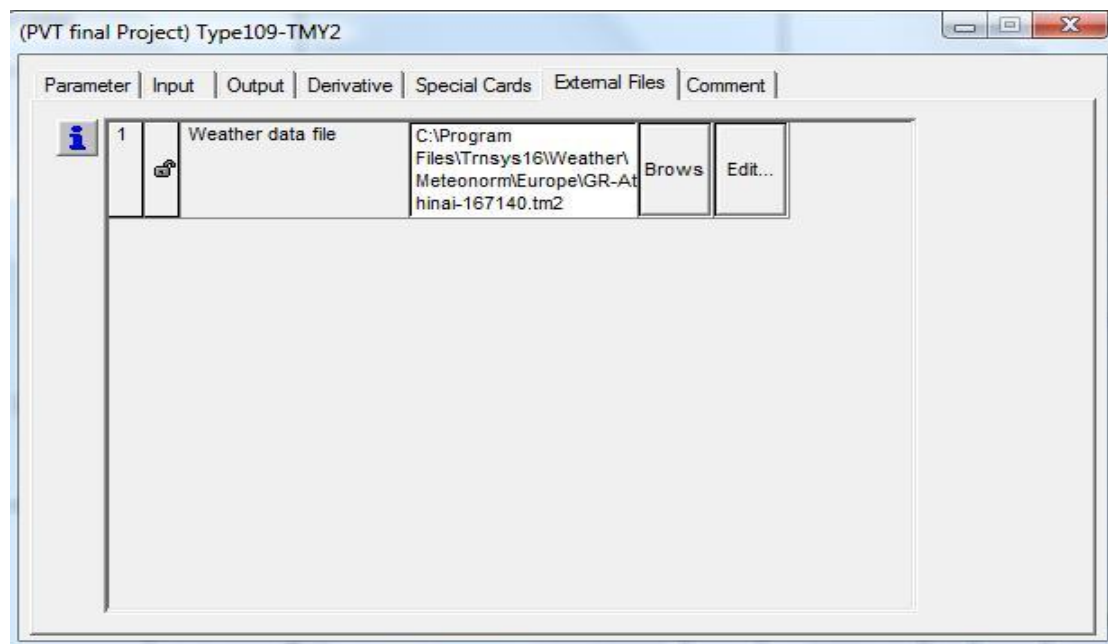 (PVT final Project) Type109-TMY2
Parameter Input Output Derivative Special Cards External Files Comment
1 Weather data file
C:\Program
Files\Trnsys16\Weather\
Meteonorm\Europe\GR-At
hinai-167140.tm2
Brows Edit...